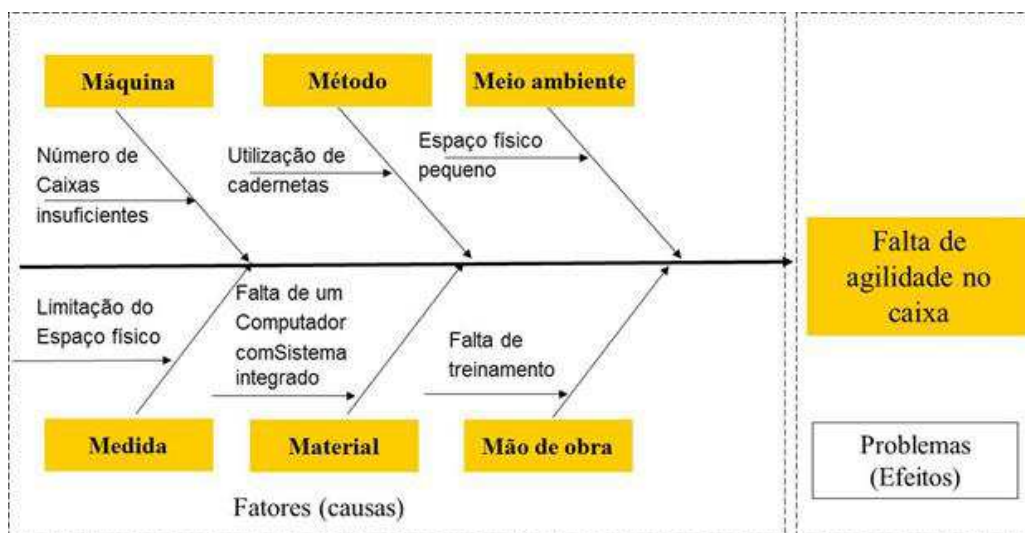 Máquina
Método
Meio ambiente
Número de
Caixas
insuficientes
Utilização de
cadernetas
Espaço físico
pequeno
Limitação do
Espaço físico
Falta de um
Computador
comSistema
integrado
Falta de
treinamento
Medida
Material
Mão de obra
Fatores (causas)
Falta de
agilidade no
caixa
Problemas
(Efeitos)